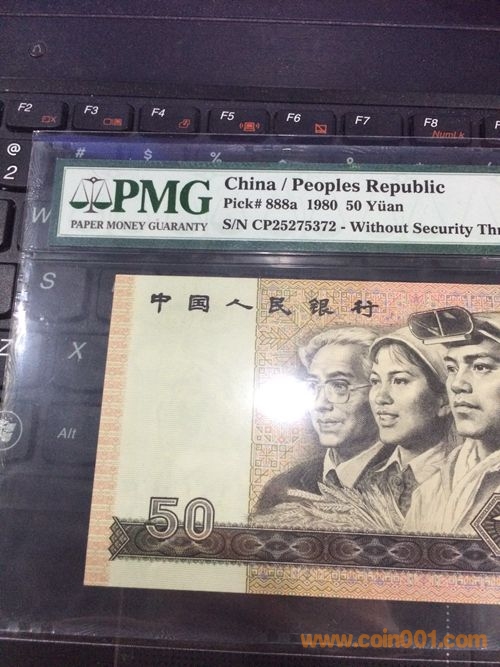 F2 F3 F4 F5 F6 F7 F8
NumLk
@ # $ %
2
PMG
PAPER MONEY GUARANTY
China / Peoples Republic
Pick# 888a 1980 50 Yüan
S/N CP25275372 - Without Security Thr
W
S
中国人民银行
Z X
Alt
50
www.coin001.com